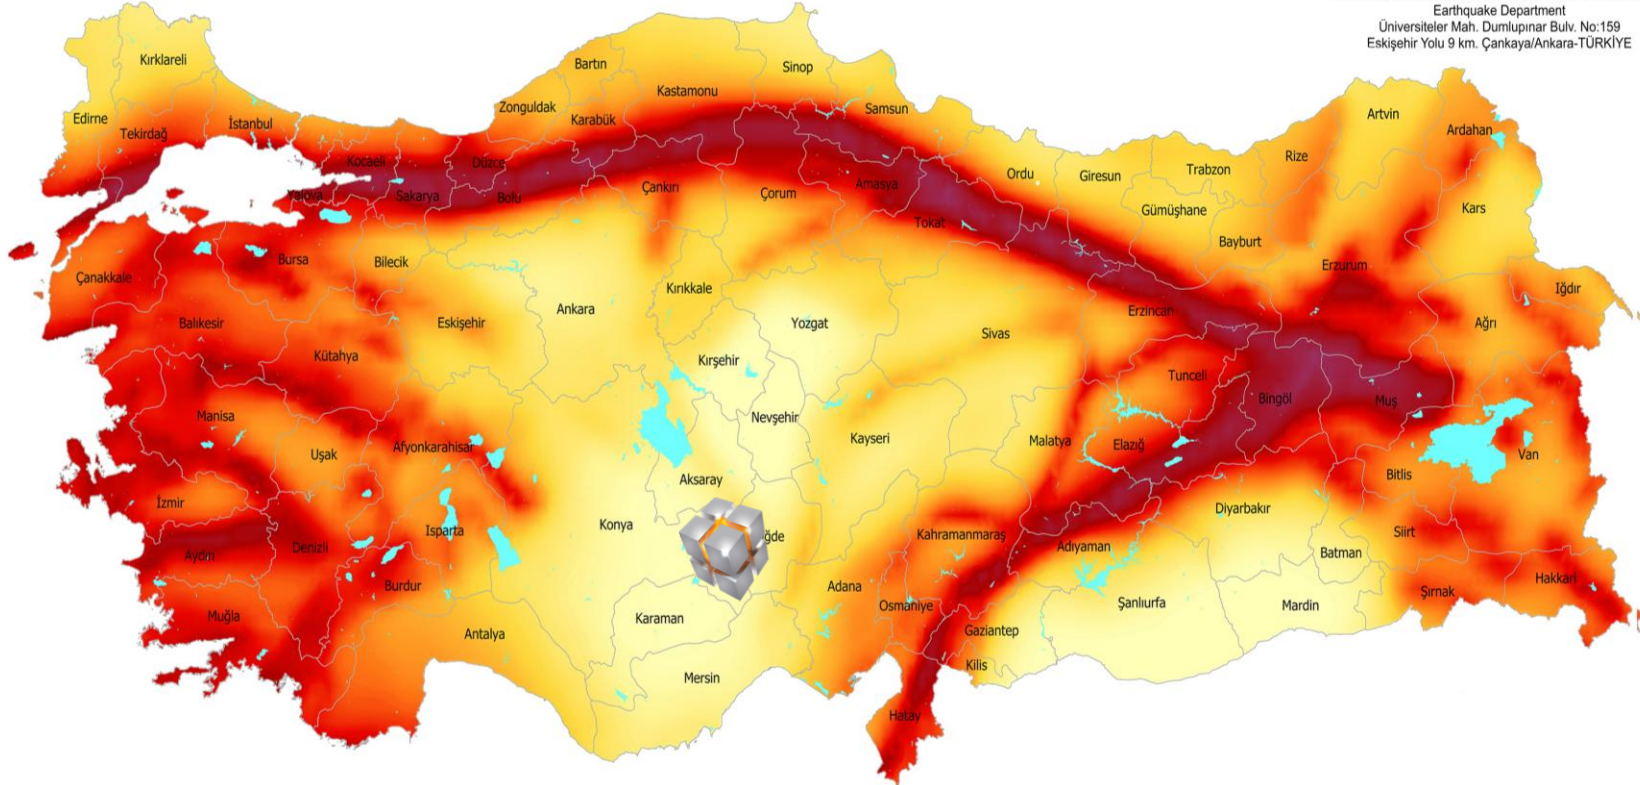 Earthquake Department
Üniversiteler Mah. Dumlupınar Bulv. No:159
Eskişehir Yolu 9 km. Çankaya/Ankara-TÜRKİYE
Kırklareli
Edirne
Tekirdağ
İstanbul
Bartın
Zonguldak
Karabük
Kastamonu
Sinop
Samsun
Artvin
Ardahan
Kocaeli
Düzce
Yalova
Sakarya
Bolu
Çankırı
Çorum
Amasya
Tokat
Ordu
Giresun
Trabzon
Rize
Gümüşhane
Bayburt
Kars
Çanakkale
Bursa
Bilecik
Eskişehir
Ankara
Kırıkkale
Yozgat
Sivas
Erzincan
Erzurum
Iğdır
Ağrı
Balıkesir
Kütahya
Kırşehir
Nevşehir
Kayseri
Malatya
Tunceli
Elazığ
Bingöl
Muş
Van
Bitlis
Manisa
Uşak
Afyonkarahisar
Aksaray
Konya
ğde
İzmir
Aydın
Denizli
Isparta
Burdur
Muğla
Antalya
Karaman
Mersin
Adana
Kahramanmaraş
Osmaniye
Gaziantep
Kilis
Hatay
Adıyaman
Şanlıurfa
Diyarbakır
Batman
Mardin
Siirt
Şırnak
Hakkari